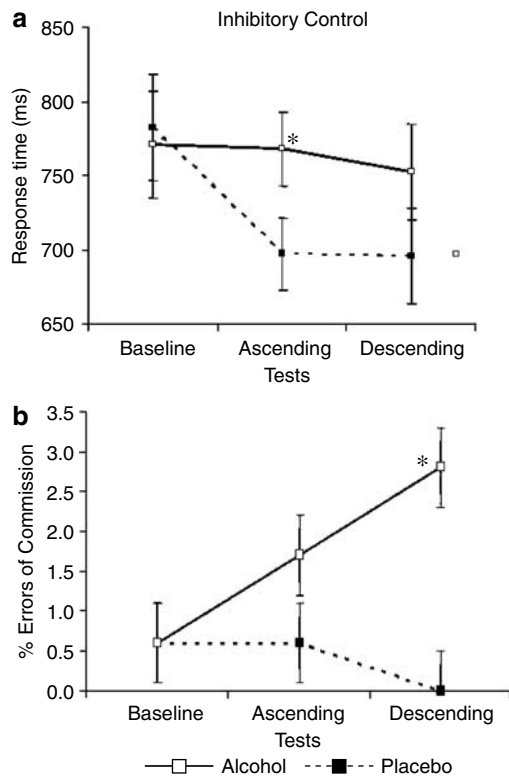 a
Inhibitory Control
Response time (ms)
850
800
750
700
650
*
Baseline Ascending Descending
Tests
b
% Errors of Commission
3.5
3.0
2.5
2.0
1.5
1.0
0.5
0.0
*
Baseline Ascending Descending
Tests
Alcohol Placebo